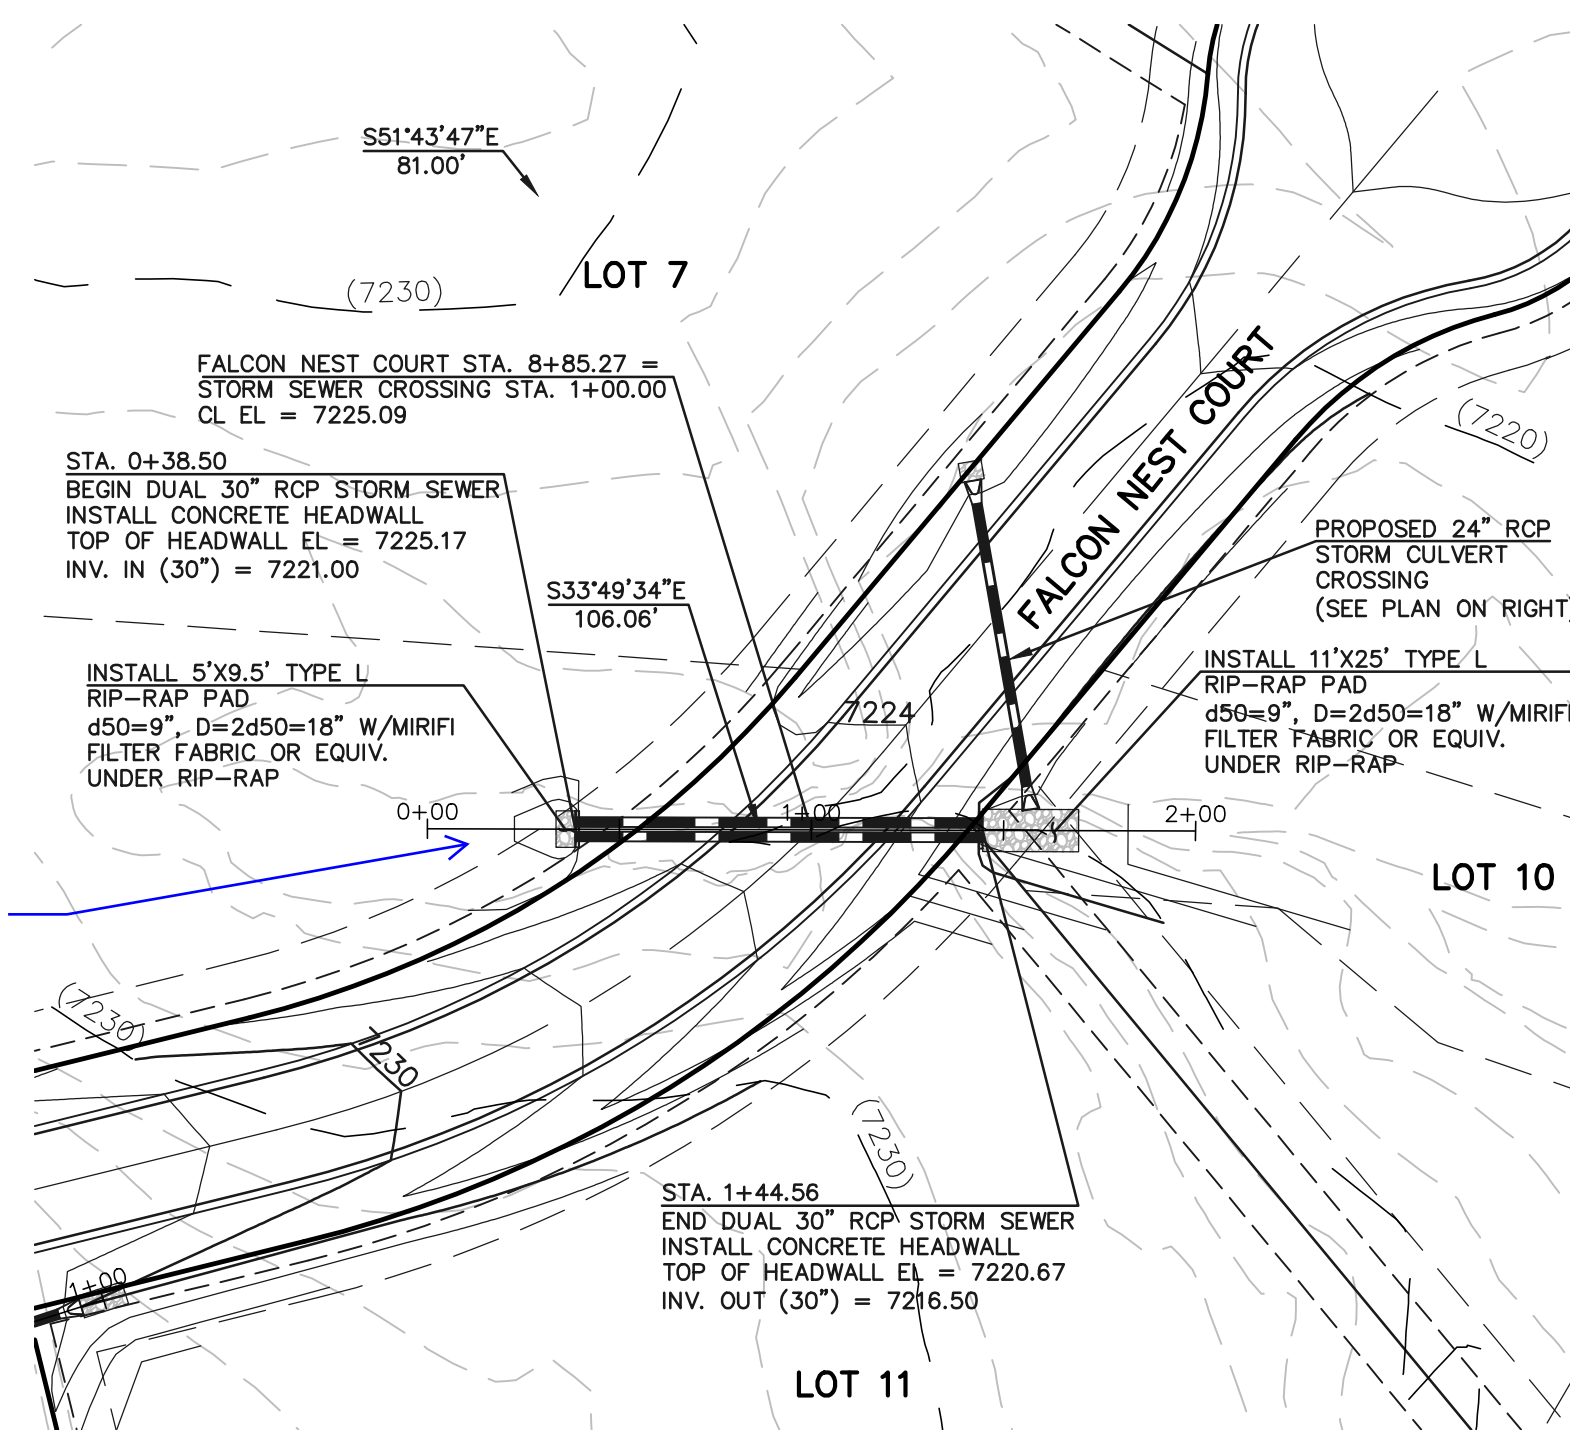 S51°43'47"E
81.00'
LOT 7
(7230)
FALCON NEST COURT STA. 8+85.27 =
STORM SEWER CROSSING STA. 1+00.00
CL EL = 7225.09
STA. 0+38.50
BEGIN DUAL 30" RCP STORM SEWER
INSTALL CONCRETE HEADWALL
TOP OF HEADWALL EL = 7225.17
INV. IN (30") = 7221.00
S33°49'34"E
106.06'
INSTALL 5'X9.5' TYPE L
RIP-RAP PAD
d50=9", D=2d50=18" W/MIRIFI
FILTER FABRIC OR EQUIV.
UNDER RIP-RAP
FALCON NEST COURT
(7220)
PROPOSED 24" RCP
STORM CULVERT
CROSSING
(SEE PLAN ON RIGHT)
INSTALL 11'X25' TYPE L
RIP-RAP PAD
d50=9", D=2d50=18" W/MIRIFI
FILTER FABRIC OR EQUIV.
UNDER RIP-RAP
7224
0+00
1+00
2+00
LOT 10
(7230)
7230
(7230)
STA. 1+44.56
END DUAL 30" RCP STORM SEWER
INSTALL CONCRETE HEADWALL
TOP OF HEADWALL EL = 7220.67
INV. OUT (30") = 7216.50
1+00
LOT 11